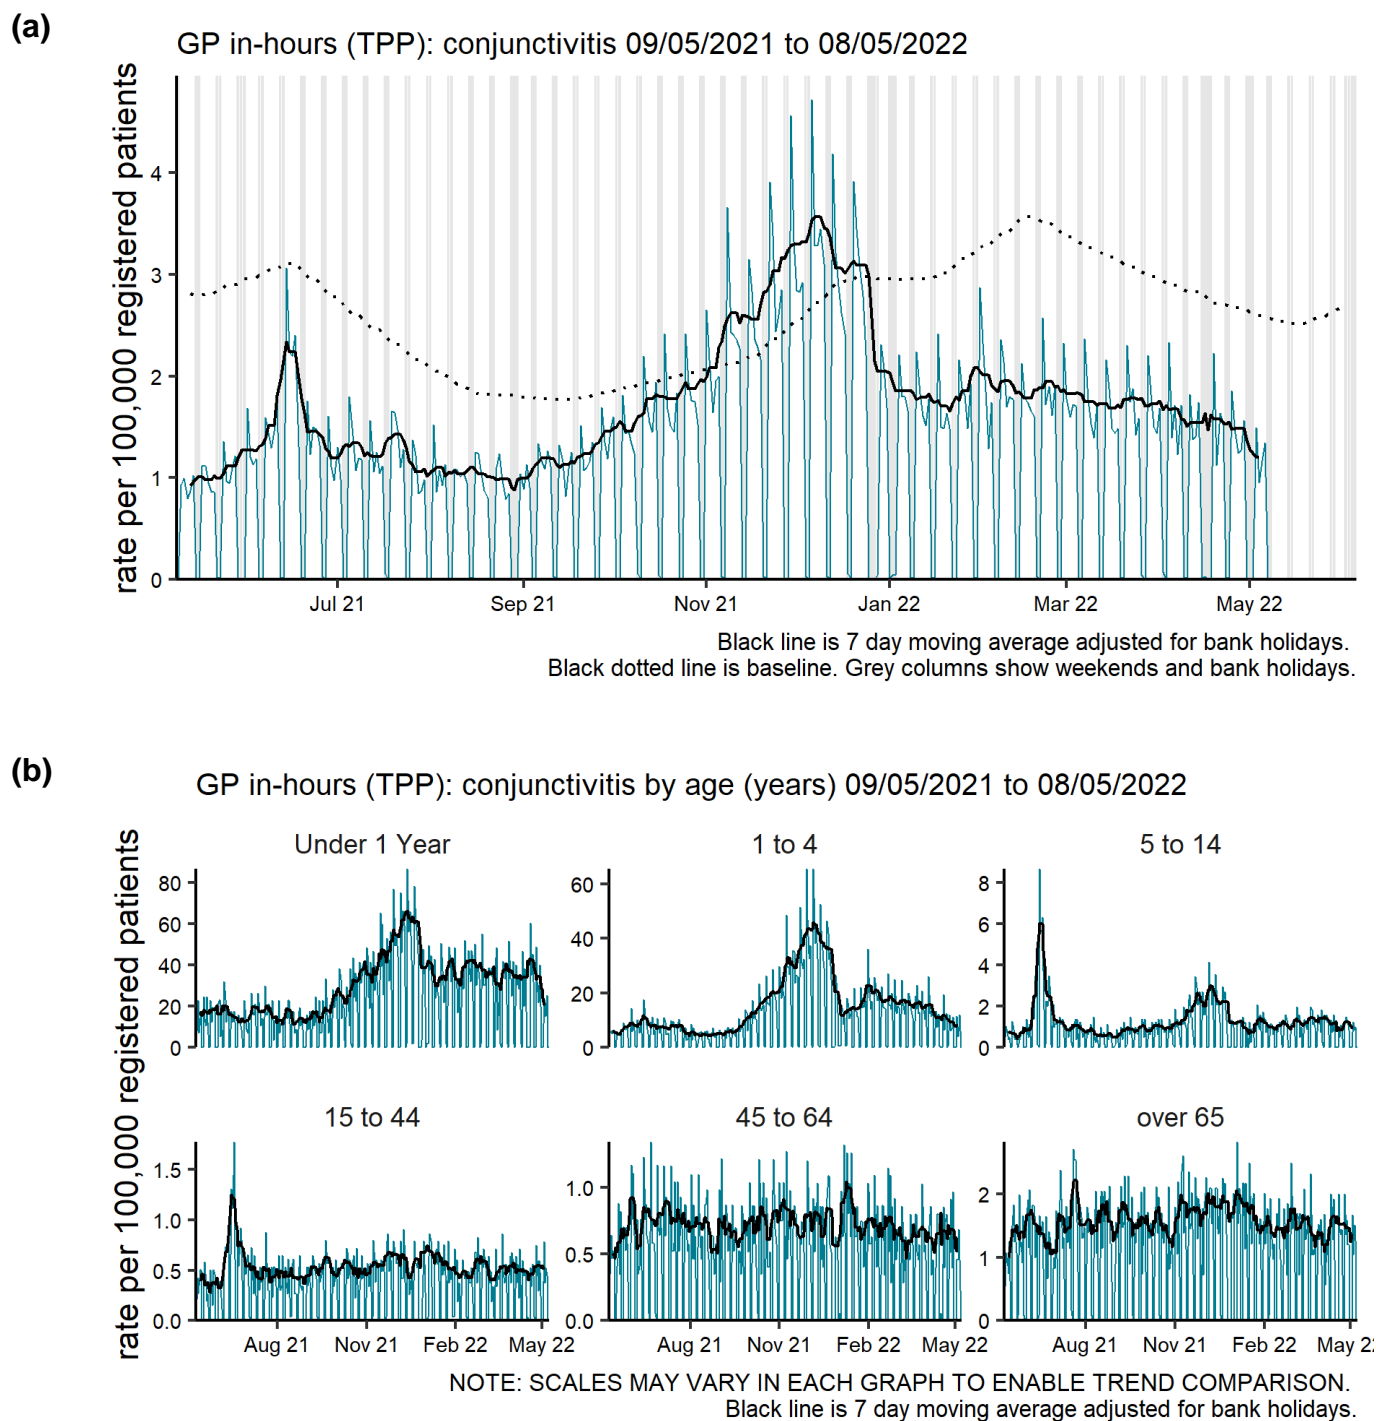 (a)
GP in-hours (TPP): conjunctivitis 09/05/2021 to 08/05/2022
rate per 100,000 registered patients
4
3
2
1
0
Jul 21 Sep 21 Nov 21 Jan 22 Mar 22 May 22
Black line is 7 day moving average adjusted for bank holidays.
Black dotted line is baseline. Grey columns show weekends and bank holidays.
(b)
GP in-hours (TPP): conjunctivitis by age (years) 09/05/2021 to 08/05/2022
rate per 100,000 registered patients
Under 1 Year
80
60
40
20
0
1 to 4
60
40
20
0
5 to 14
8
6
4
2
0
15 to 44
1.5
1.0
0.5
0.0
Aug 21 Nov 21 Feb 22 May 22
45 to 64
1.0
0.5
0.0
Aug 21 Nov 21 Feb 22 May 22
over 65
2
1
0
Aug 21 Nov 21 Feb 22 May 22
NOTE: SCALES MAY VARY IN EACH GRAPH TO ENABLE TREND COMPARISON.
Black line is 7 day moving average adjusted for bank holidays.